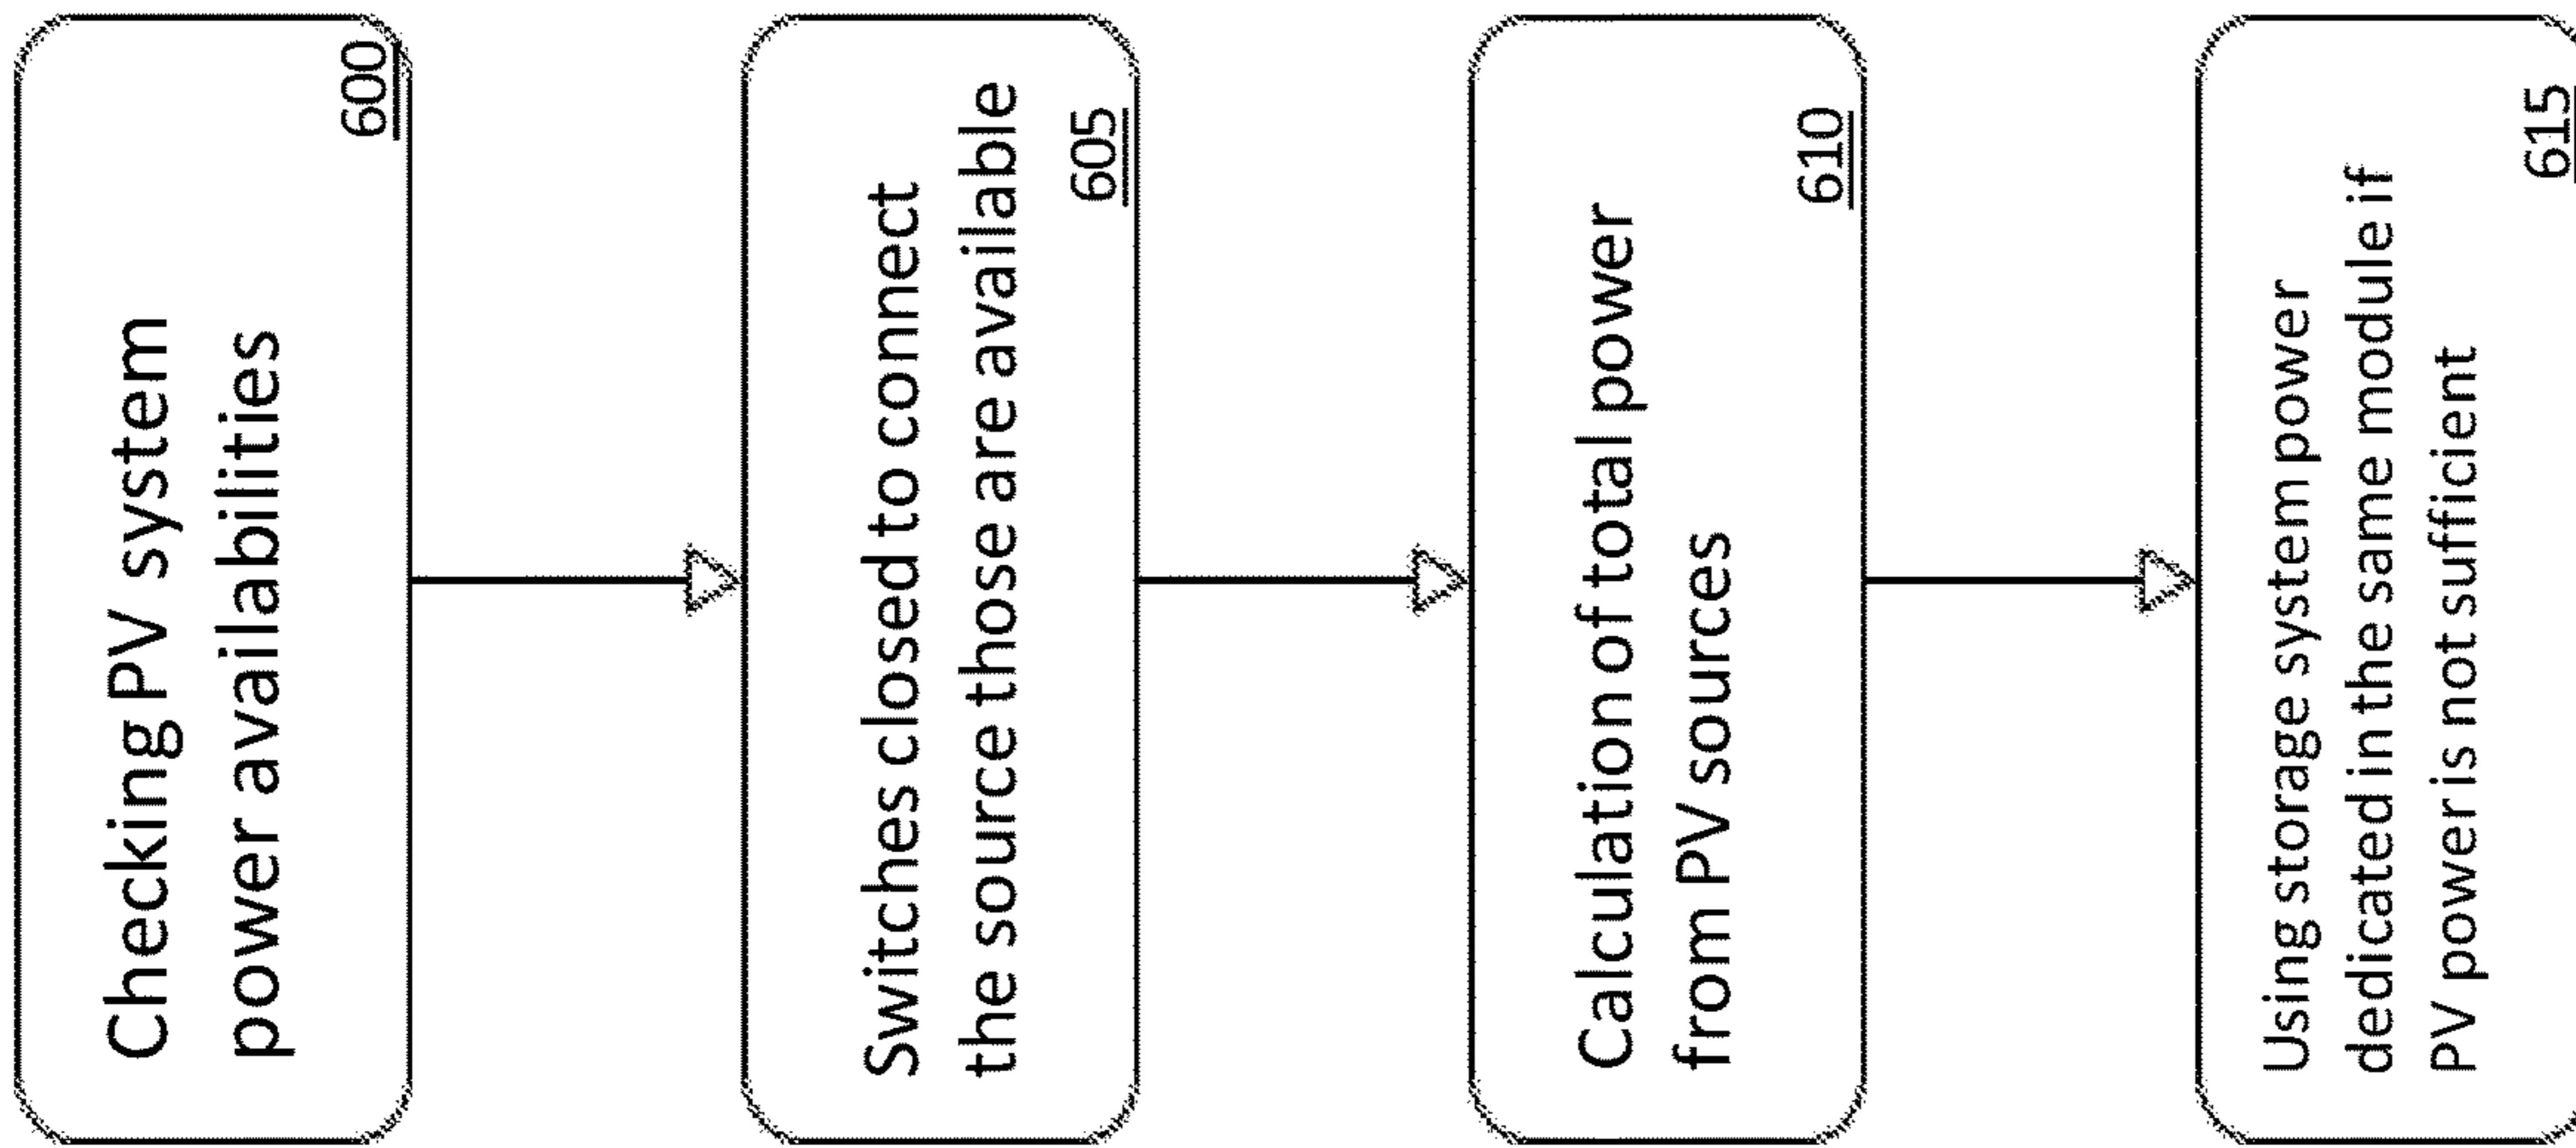 Checking PV system
power availabilities
600
Switches closed to connect
the source those are available
605
Calculation of total power
from PV sources
610
Using storage system power
dedicated in the same module if
PV power is not sufficient
615